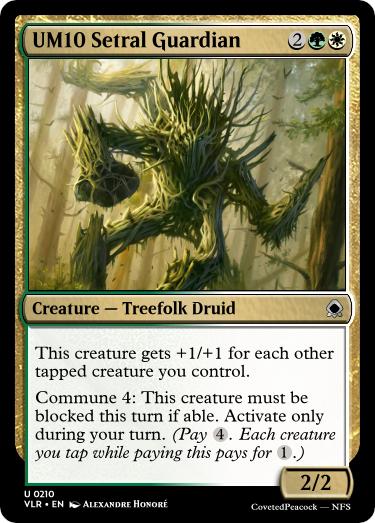 UM10 Setral Guardian 2
Creature — Treefolk Druid
This creature gets +1/+1 for each other
tapped creature you control.
Commune 4: This creature must be
blocked this turn if able. Activate only
during your turn. (Pay 4. Each creature
you tap while paying this pays for 1.)
2/2
U 0210
VLR • EN Alexandre Honoré
CovetedPeacock — NFS